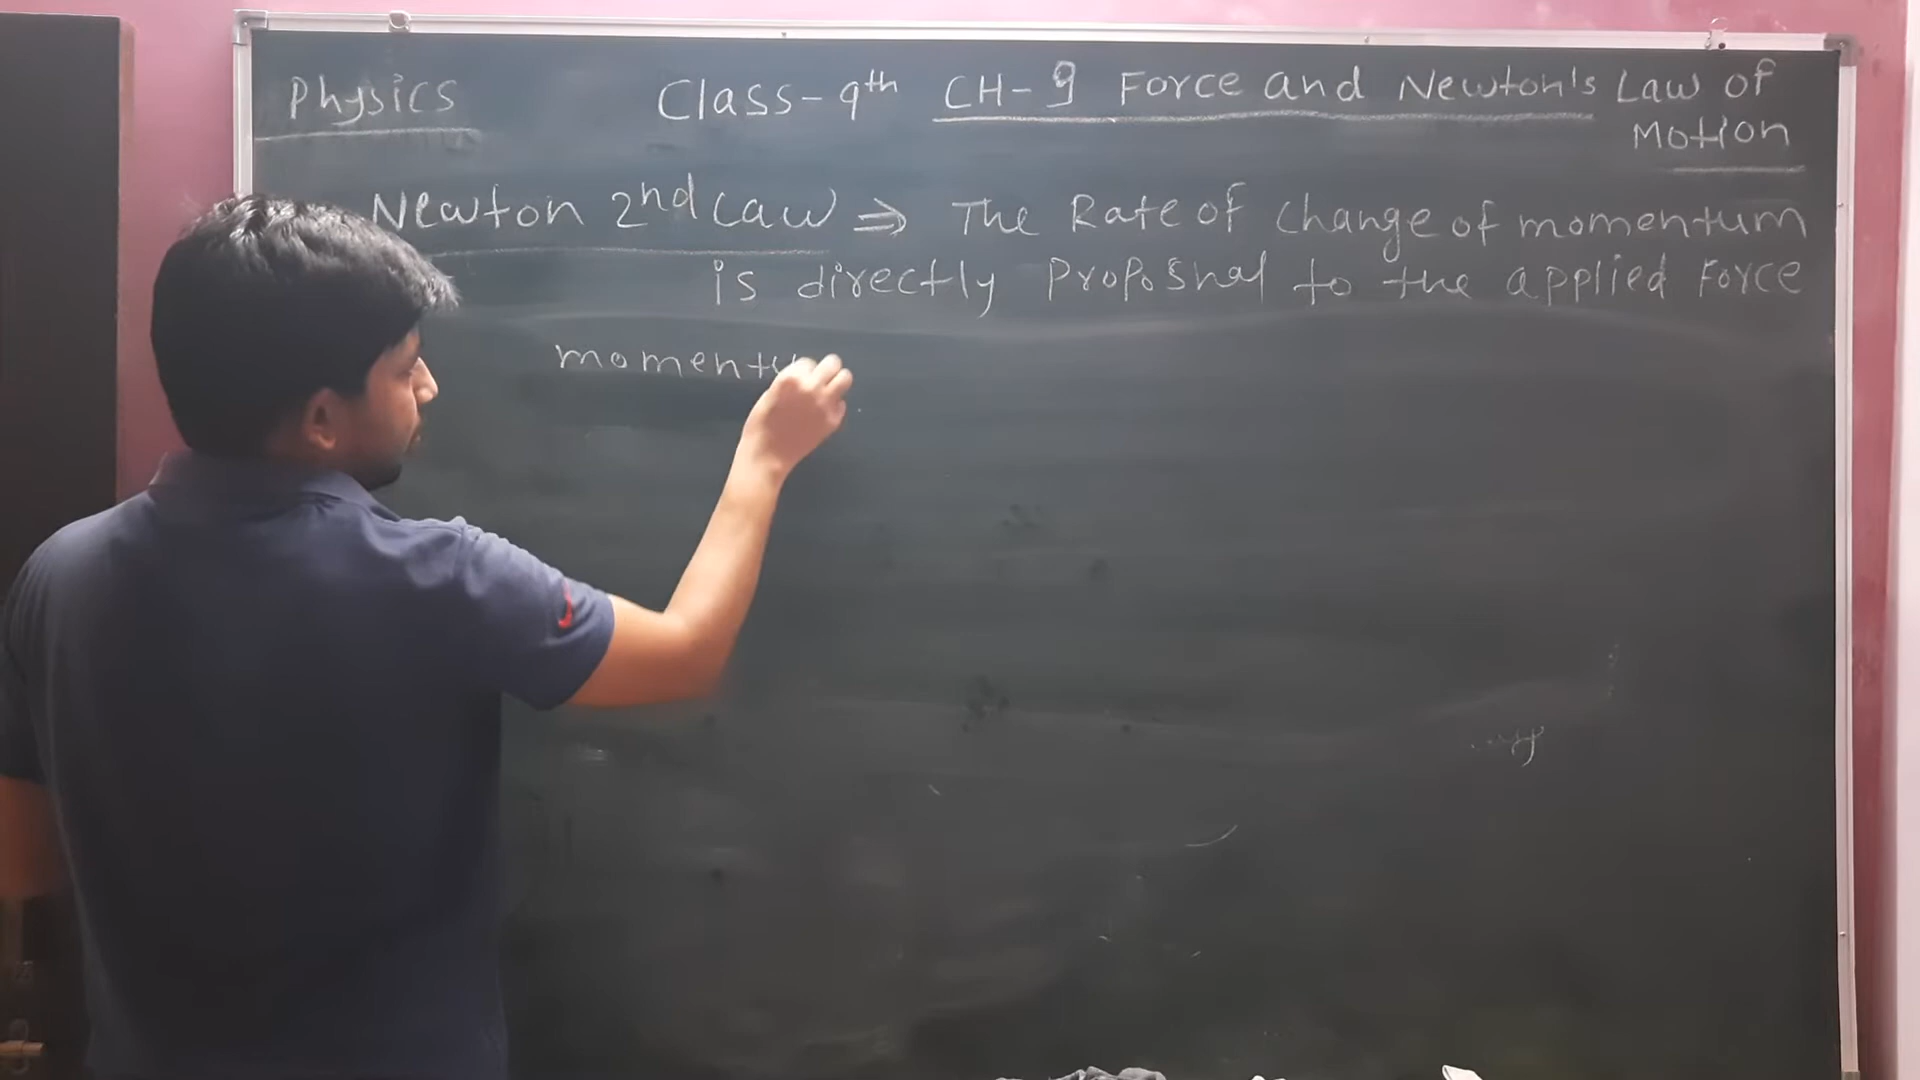 Physics Class-9th CH-9 Force and Newton's Law of
Motion
Newton 2nd Law ⇒ The Rate of change of momentum
is directly Proposnal to the applied Force
momentu